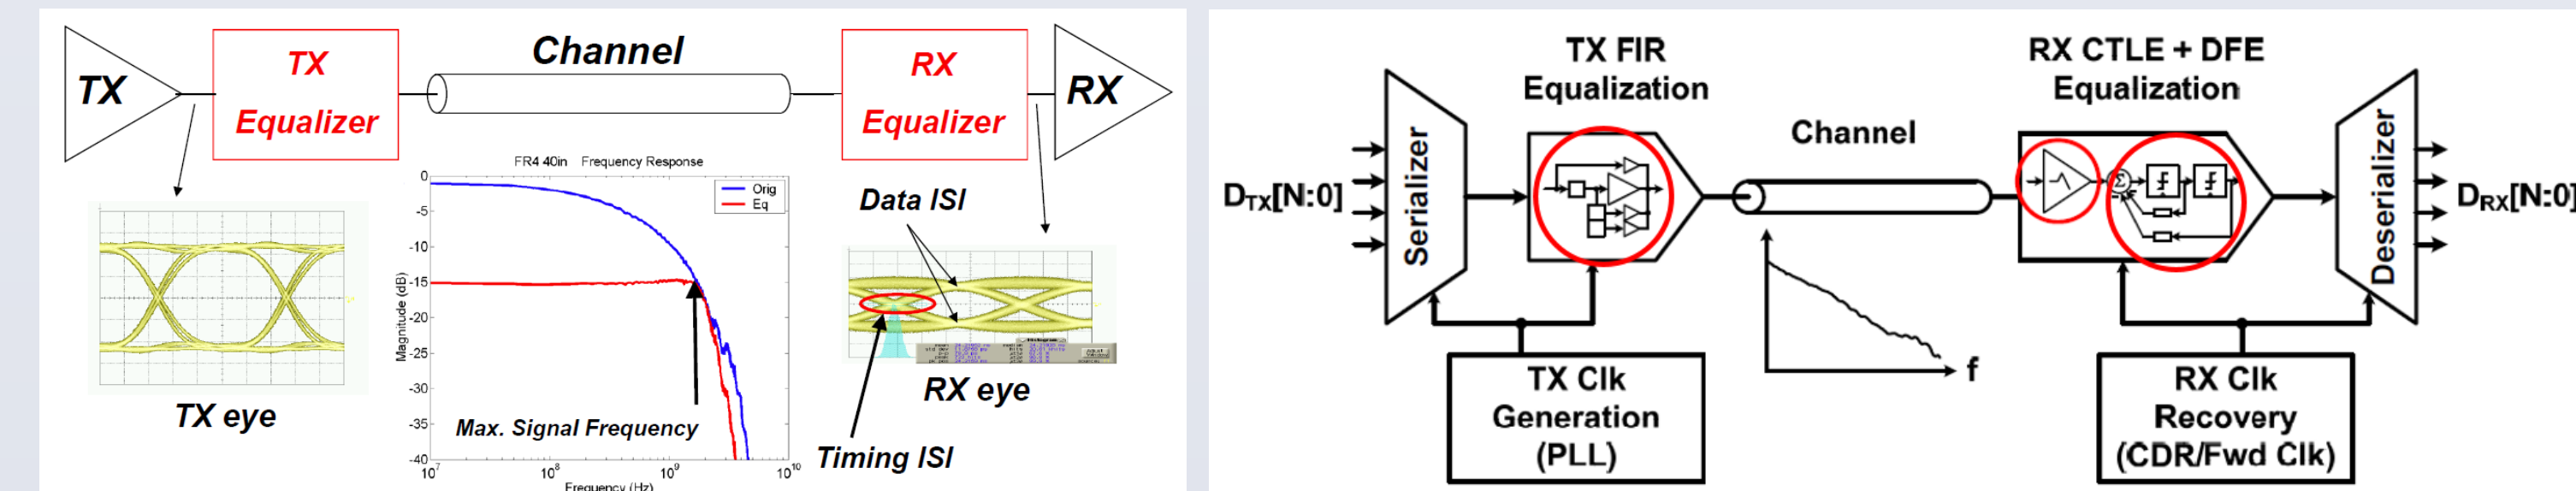 TX
TX
Equalizer
Channel
RX
Equalizer
RX
FR4 40in Frequency Response
Orig
Eq
0
-5
-10
-15
-20
-25
-30
-35
-40
Magnitude (dB)
10^7
10^8
10^9
10^10
Frequency (Hz)
Max. Signal Frequency
TX eye
Data ISI
RX eye
Timing ISI
TX FIR
Equalization
RX CTLE + DFE
Equalization
Channel
D_TX[N:0]
Serializer
Σ
Deserializer
D_RX[N:0]
f
TX Clk
Generation
(PLL)
RX Clk
Recovery
(CDR/Fwd Clk)